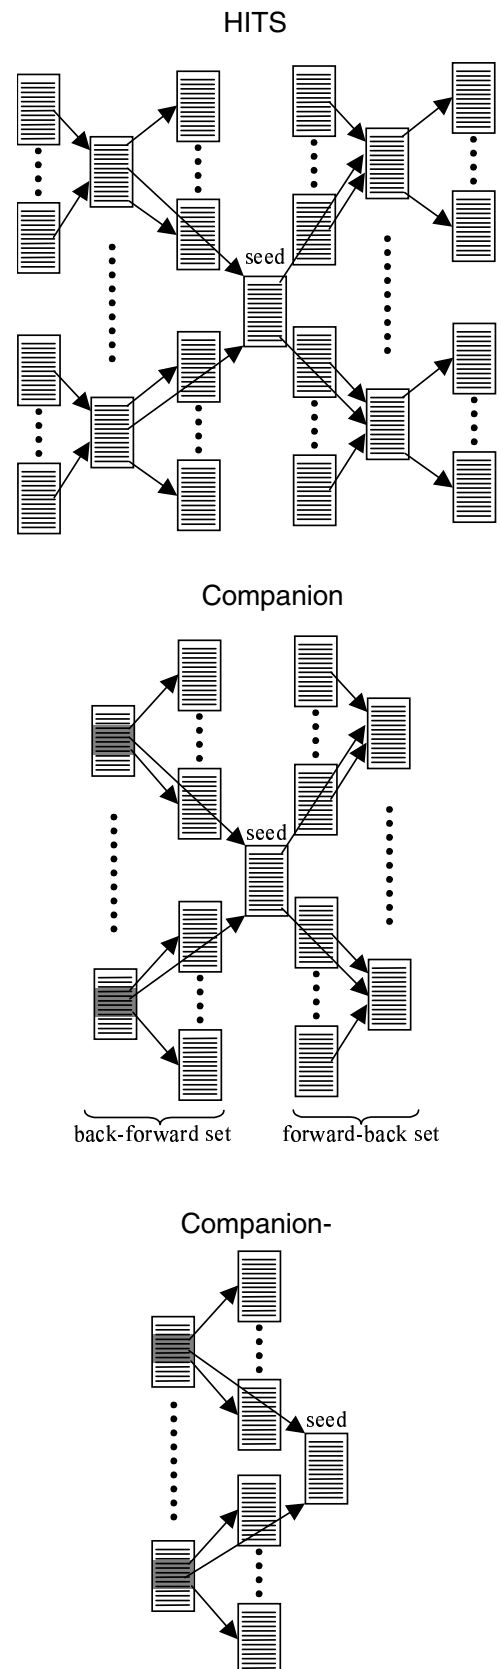 HITS
seed
Companion
seed
back-forward set forward-back set
Companion-
seed